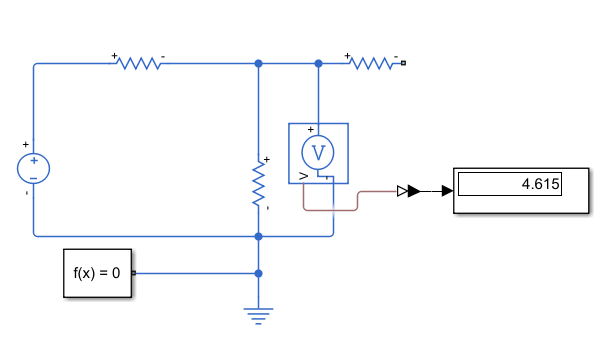 + - + -
+ + V 4.615
+ - + - V -
-
f(x) = 0